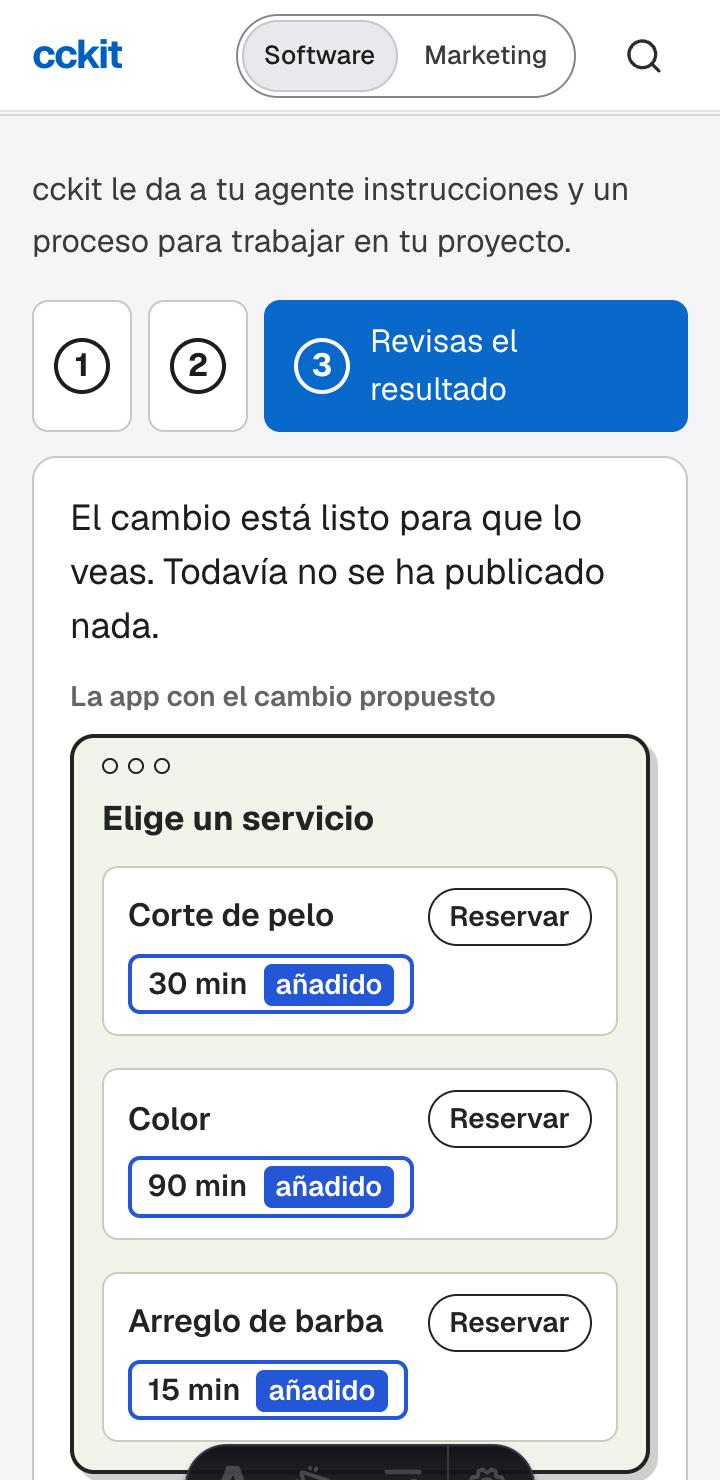 cckit
Software
Marketing
cckit le da a tu agente instrucciones y un
proceso para trabajar en tu proyecto.
1
2
3
Revisas el
resultado
El cambio está listo para que lo
veas. Todavía no se ha publicado
nada.
La app con el cambio propuesto
Elige un servicio
Corte de pelo
Reservar
30 min añadido
Color
Reservar
90 min añadido
Arreglo de barba
Reservar
15 min añadido